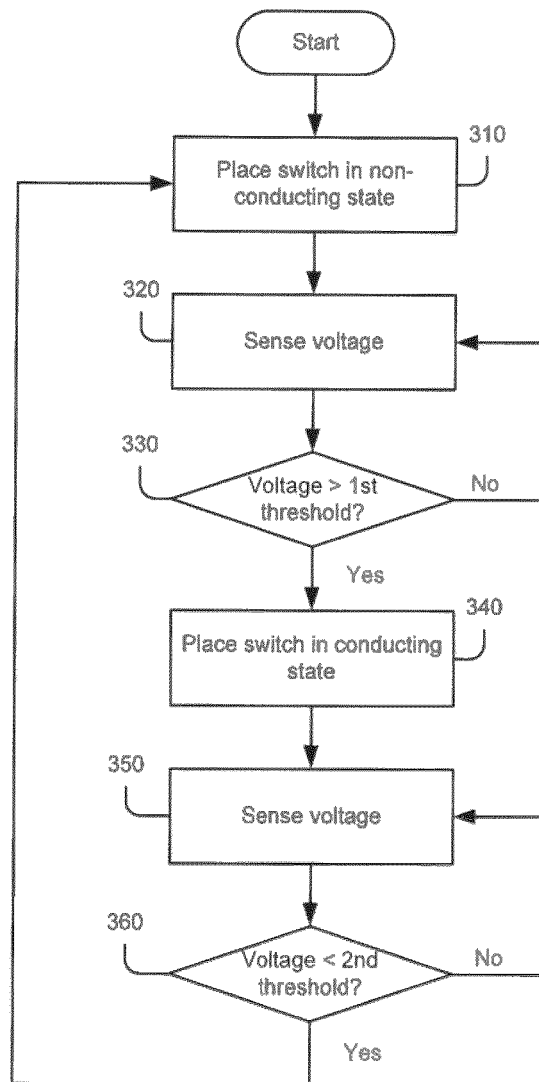 Start
310
Place switch in non-
conducting state
320
Sense voltage
330
Voltage > 1st
threshold?
No
Yes
340
Place switch in conducting
state
350
Sense voltage
360
Voltage < 2nd
threshold?
No
Yes